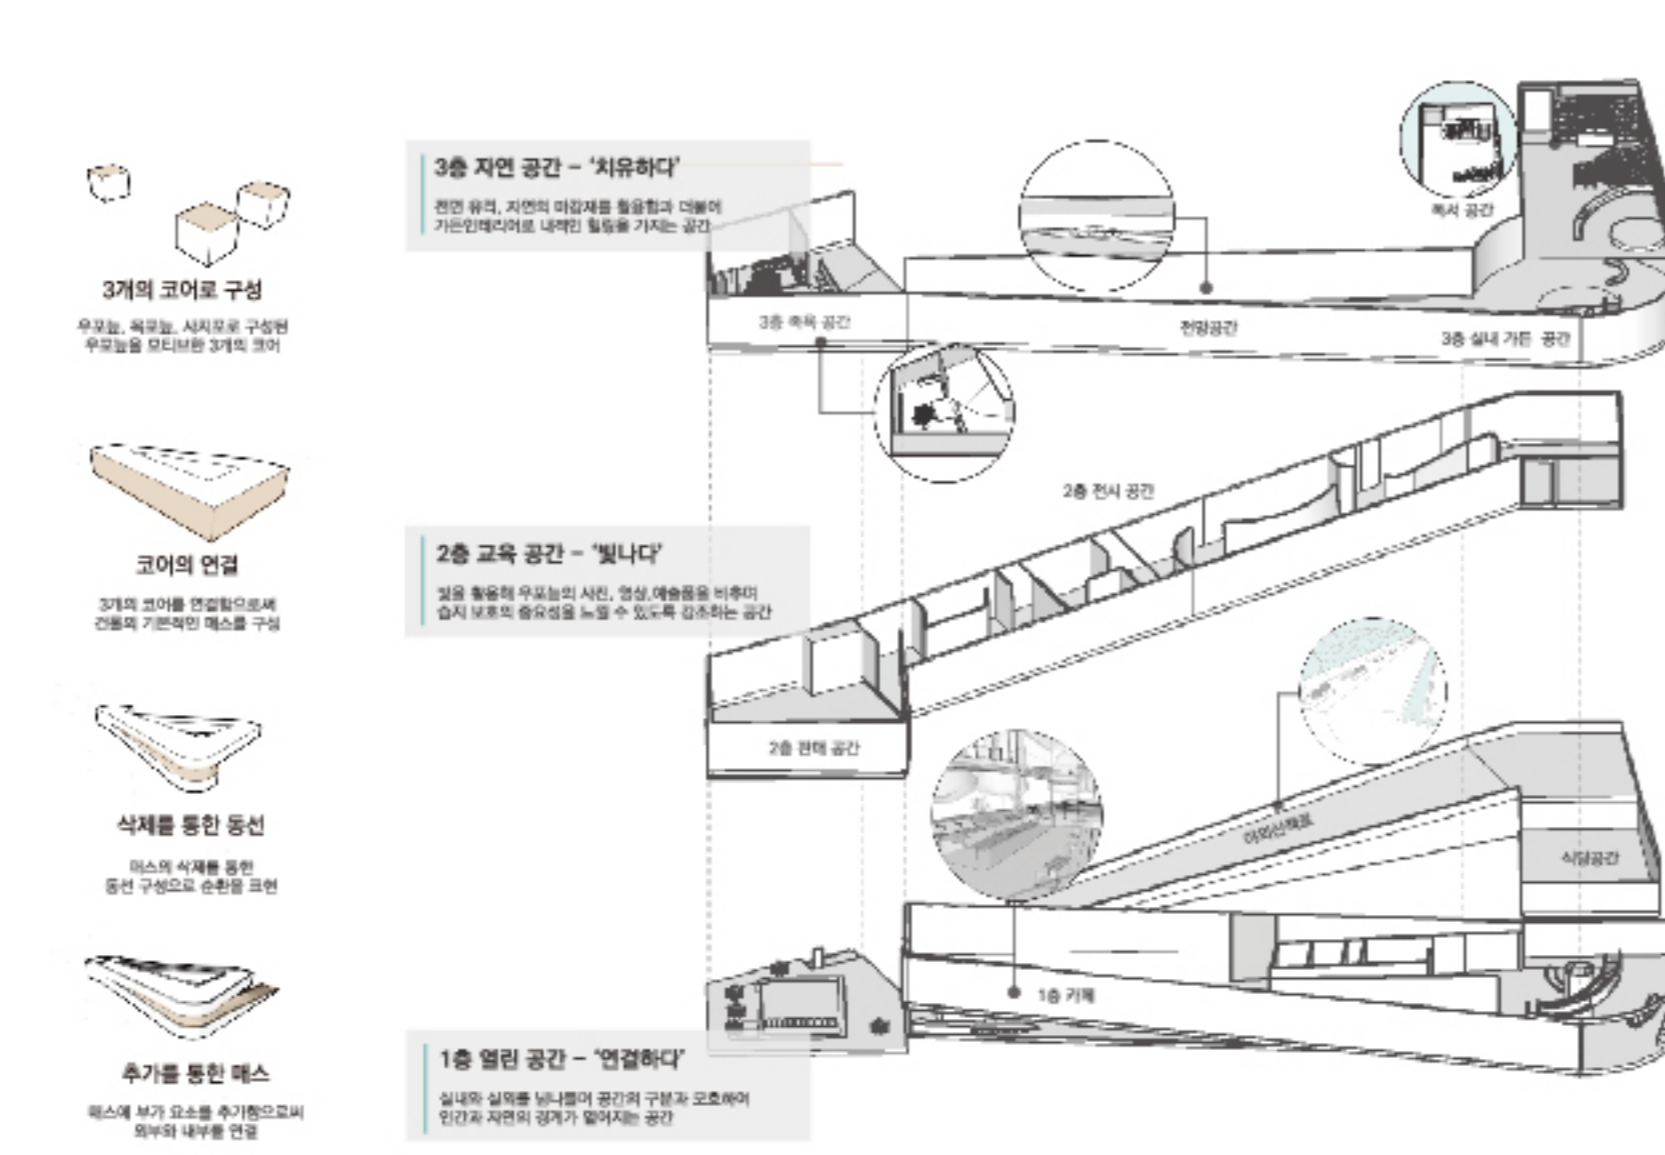 3개의 코어로 구성
우포늪, 목포늪, 사지포로 구성된
우포늪을 모티브한 3개의 코어
코어의 연결
3개의 코어를 연결함으로써
건물의 기본적인 매스를 구성
삭제를 통한 동선
매스의 삭제를 통한
동선 구성으로 순환을 표현
추가를 통한 매스
매스에 부가 요소를 추가함으로써
외부와 내부를 연결
3층 자연 공간 – ‘치유하다’
전면 유리, 자연의 마감재를 활용함과 더불어
가든인테리어로 내적인 힐링을 가지는 공간
2층 교육 공간 – ‘빛나다’
빛을 활용해 우포늪의 사진, 영상,예술품을 비추며
습지 보호의 중요성을 느낄 수 있도록 강조하는 공간
1층 열린 공간 – ‘연결하다’
실내와 실외를 넘나들며 공간의 구분과 모호하여
인간과 자연의 경계가 옅어지는 공간
독서 공간
3층 족욕 공간
전망공간
3층 실내 가든 공간
2층 전시 공간
2층 판매 공간
야외산책로
식당공간
1층 카페